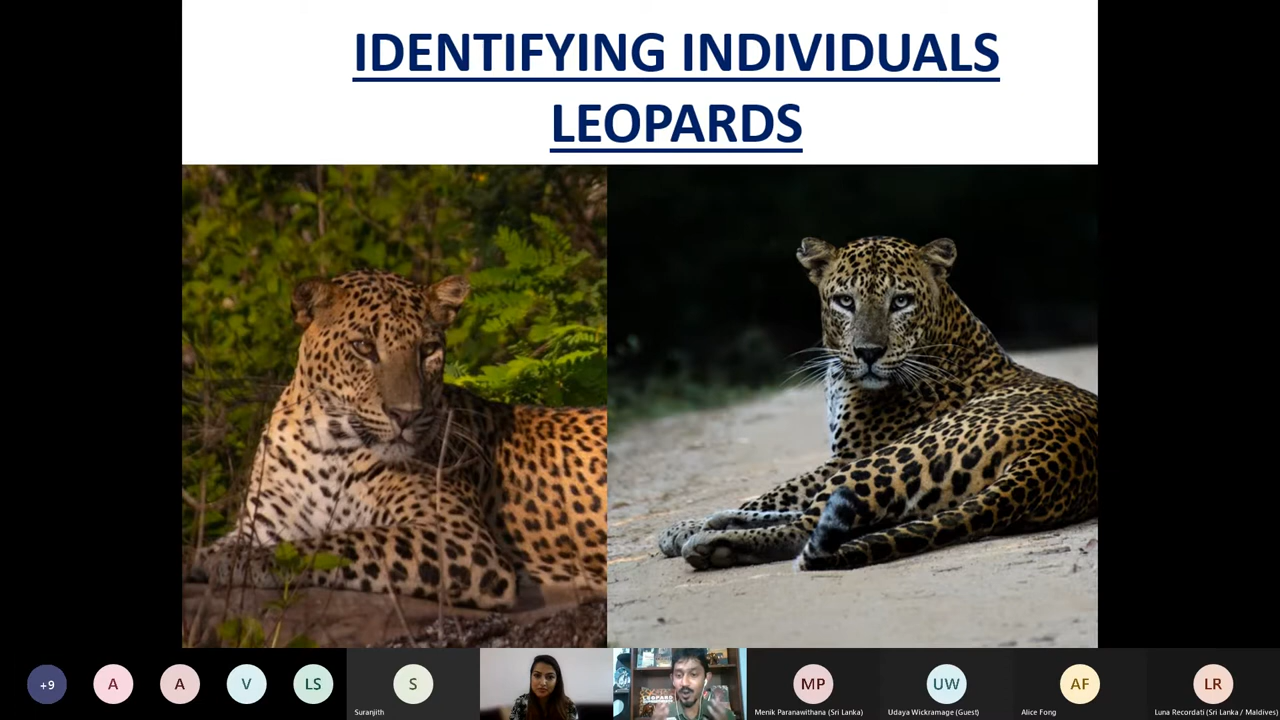 IDENTIFYING INDIVIDUALS
LEOPARDS
+9
A
A
V
LS
S
Suranjith
LEOPARD
MP
Menik Paranawithana (Sri Lanka)
UW
Udaya Wickramage (Guest)
AF
Alice Fong
LR
Luna Recordati (Sri Lanka / Maldives)